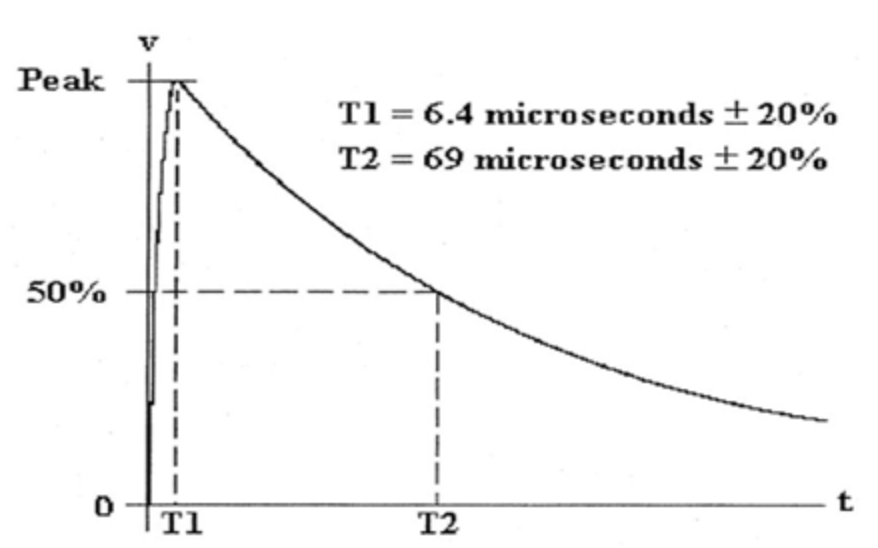 v
Peak
T1 = 6.4 microseconds ± 20%
T2 = 69 microseconds ± 20%
50%
0
t
T1
T2